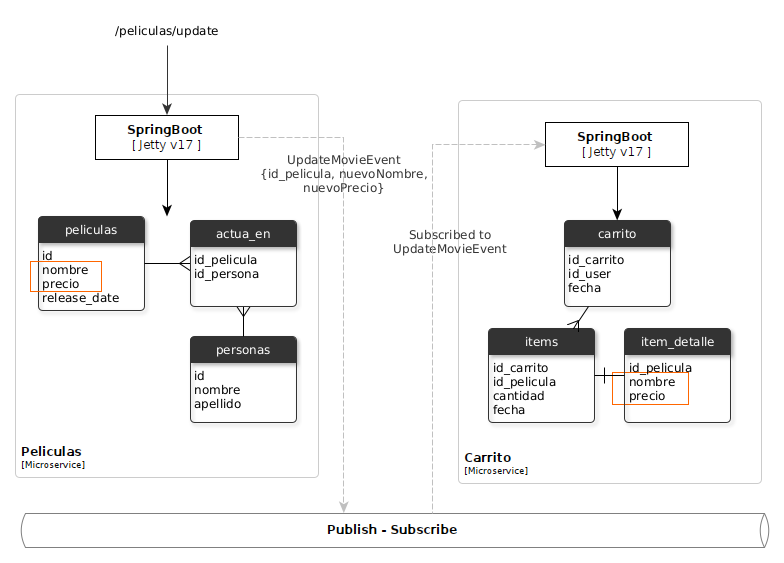 /peliculas/update
SpringBoot
[ Jetty v17 ]
UpdateMovieEvent
{id_pelicula, nuevoNombre,
nuevoPrecio}
peliculas
id
nombre
precio
release_date
actua_en
id_pelicula
id_persona
personas
id
nombre
apellido
Peliculas
[Microservice]
SpringBoot
[ Jetty v17 ]
Subscribed to
UpdateMovieEvent
carrito
id_carrito
id_user
fecha
items
id_carrito
id_pelicula
cantidad
fecha
item_detalle
id_pelicula
nombre
precio
Carrito
[Microservice]
Publish - Subscribe